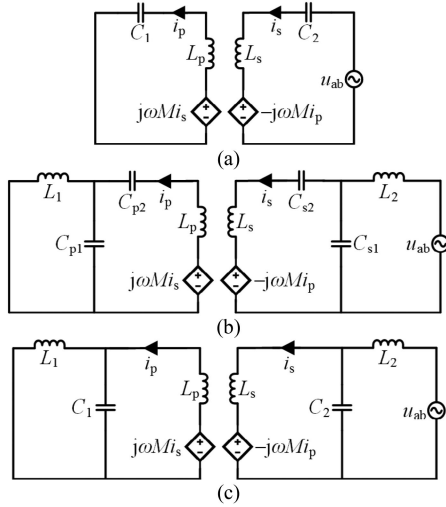 C1 ip is C2
Lp Ls
uab
jωMis −jωMip
(a)
L1 Cp2 ip is Cs2 L2
Lp Ls
Cp1 Cs1 uab
jωMis −jωMip
(b)
L1 ip is L2
Lp Ls
C1 C2 uab
jωMis −jωMip
(c)